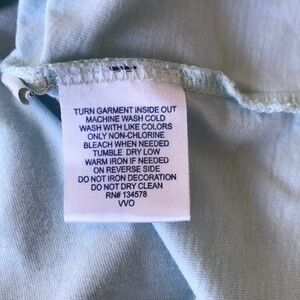 TURN GARMENT INSIDE OUT
MACHINE WASH COLD
WASH WITH LIKE COLORS
ONLY NON-CHLORINE
BLEACH WHEN NEEDED
TUMBLE DRY LOW
WARM IRON IF NEEDED
ON REVERSE SIDE
DO NOT IRON DECORATION
DO NOT DRY CLEAN
RN# 134578
VVO